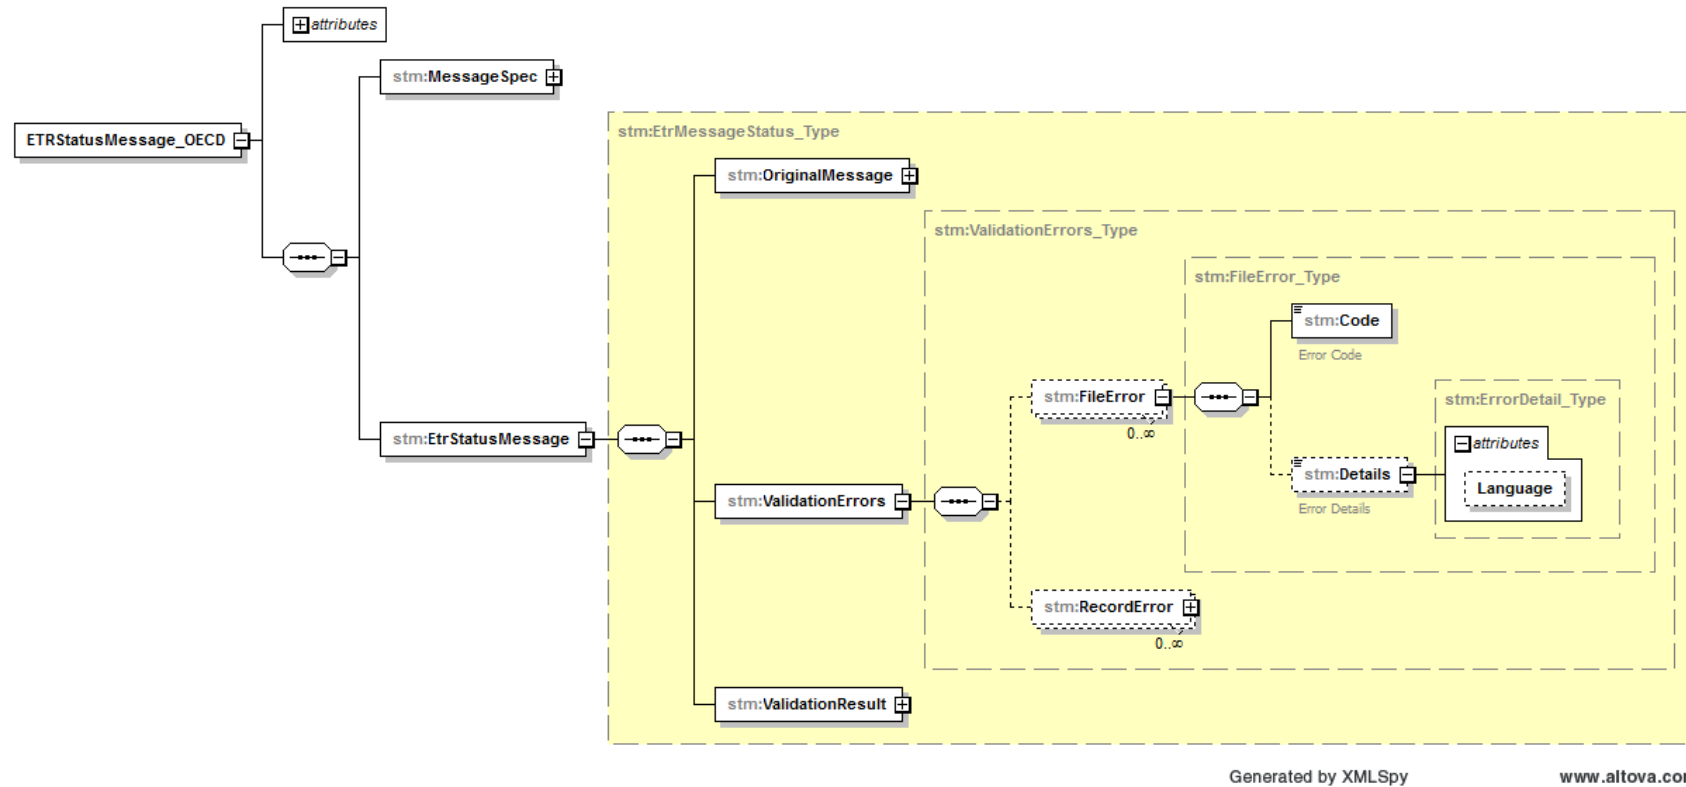 attributes
stm:MessageSpec
ETRStatusMessage_OECD
stm:EtrMessageStatus_Type
stm:OriginalMessage
stm:ValidationErrors_Type
stm:FileError_Type
stm:Code
Error Code
stm:FileError
0..∞
stm:ErrorDetail_Type
attributes
stm:EtrStatusMessage
stm:Details
Language
Error Details
stm:ValidationErrors
stm:RecordError
0..∞
stm:ValidationResult
Generated by XMLSpy
www.altova.com